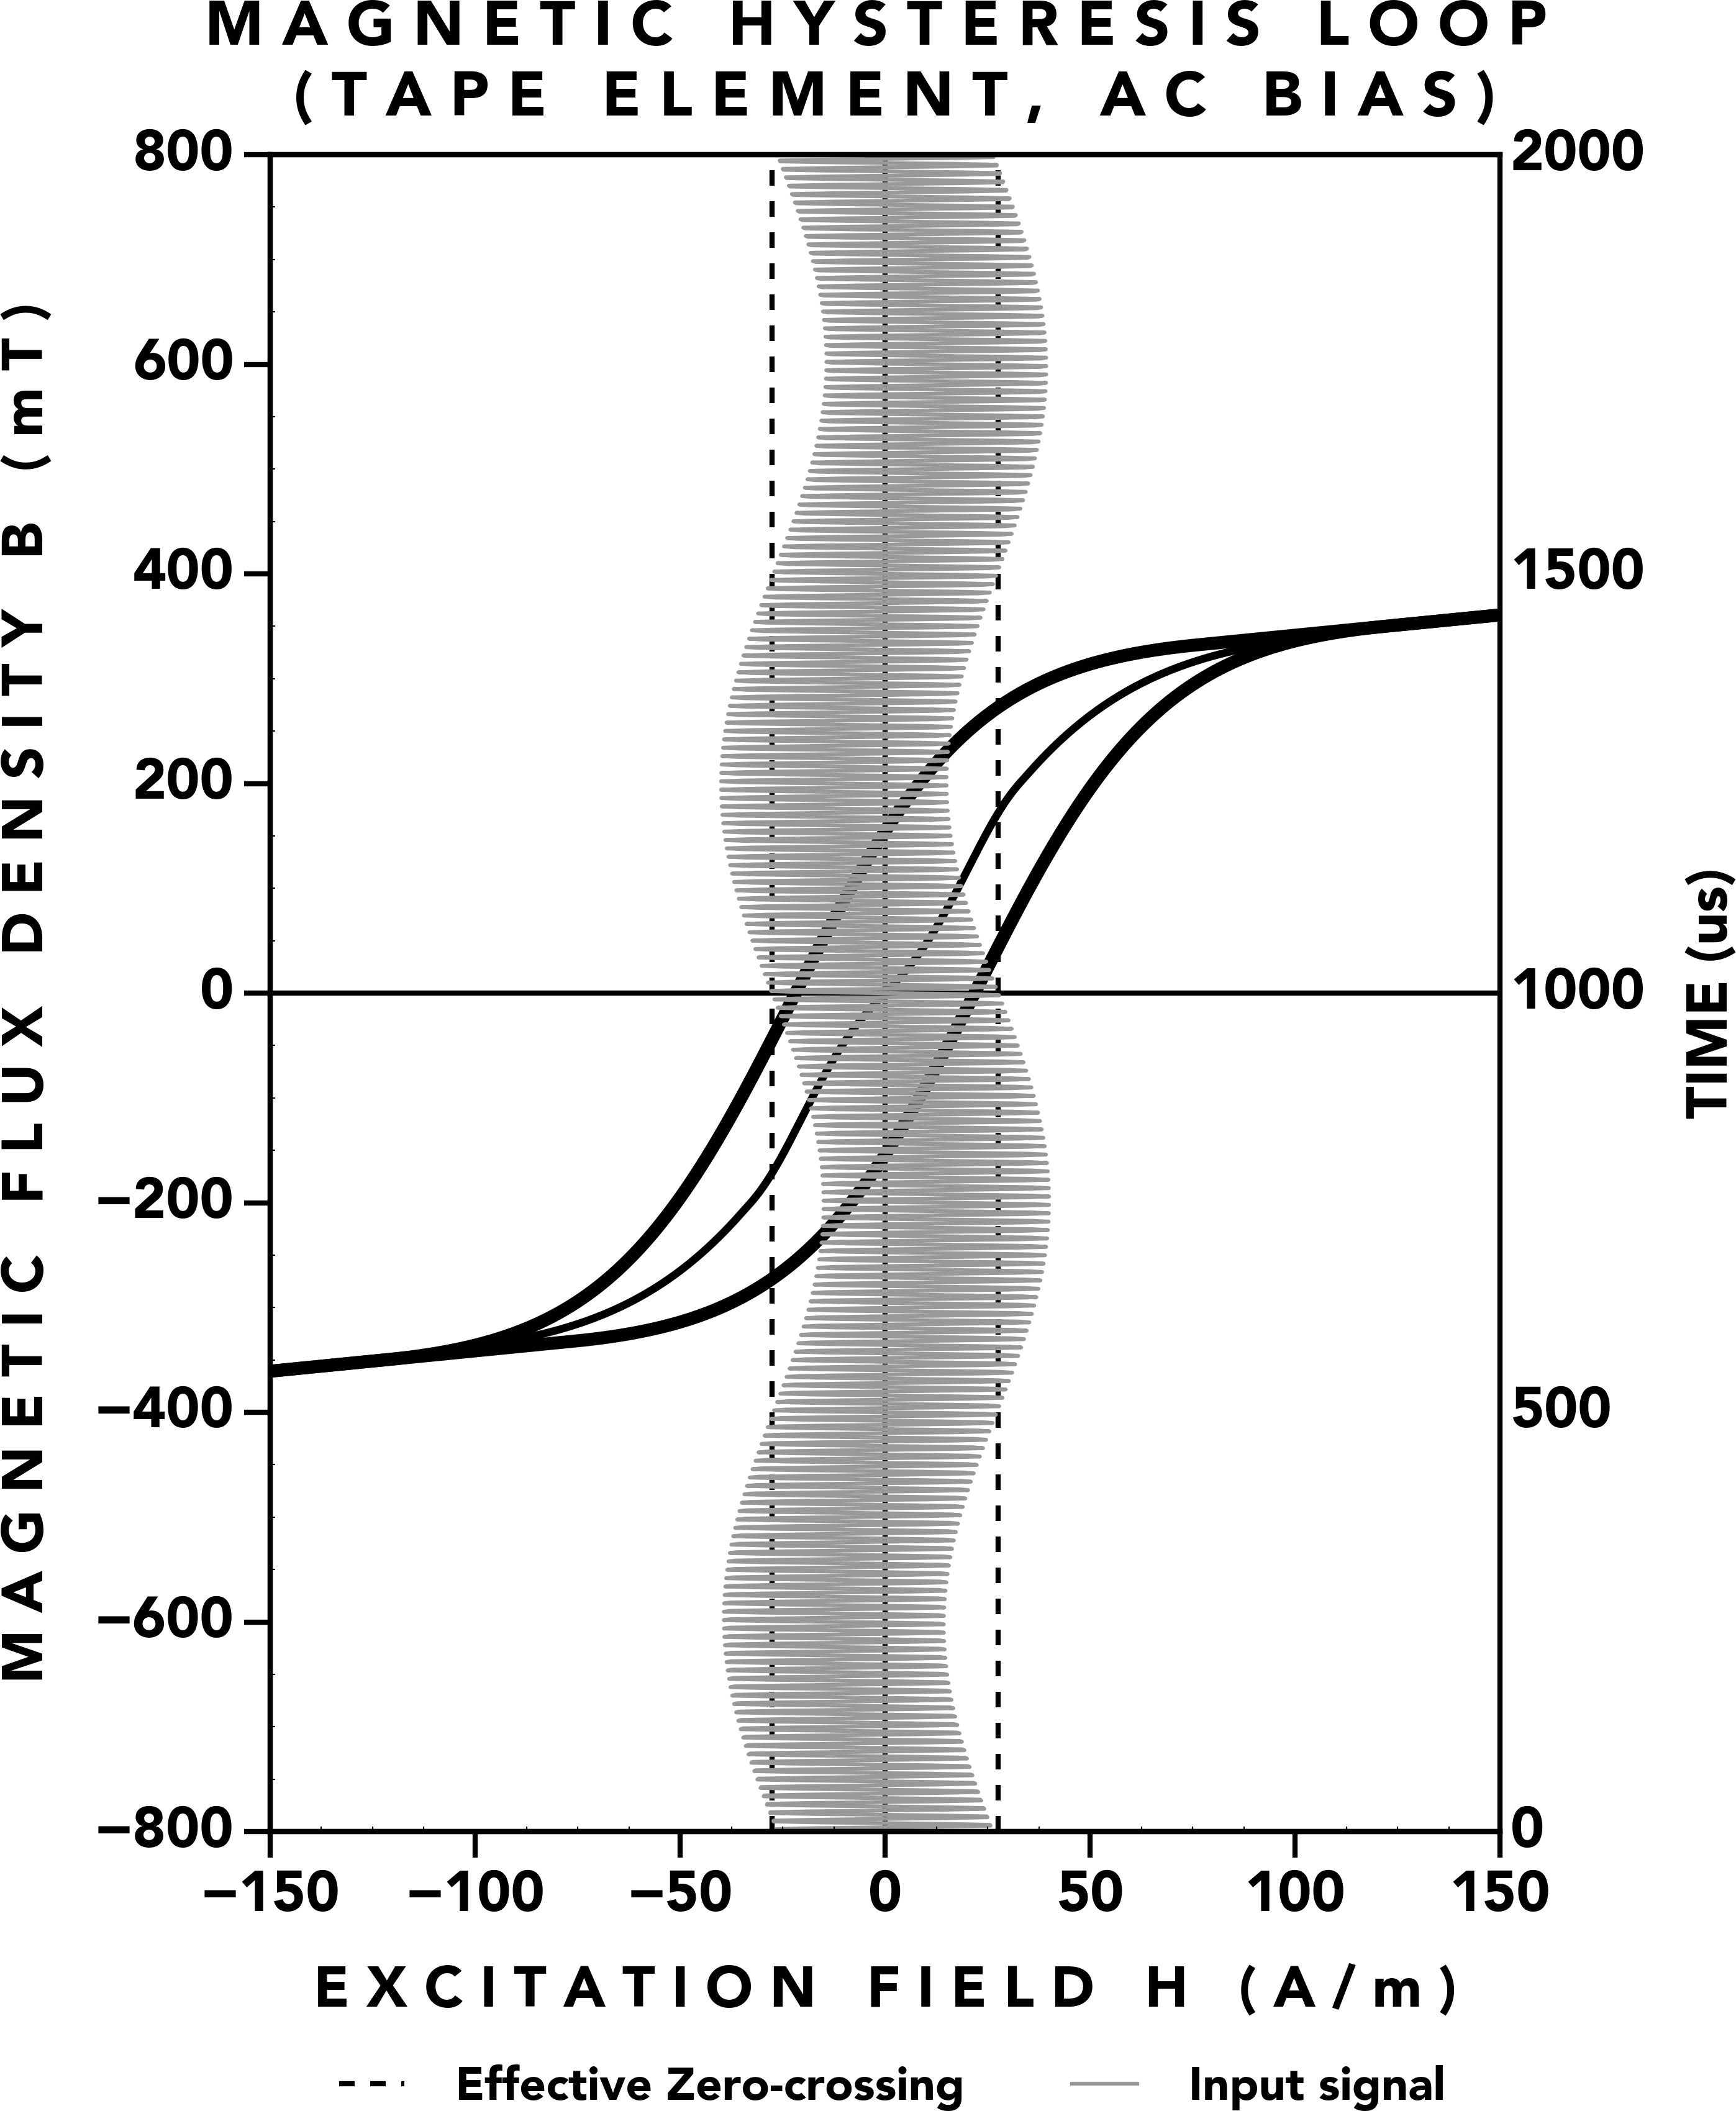 MAGNETIC HYSTERESIS LOOP
(TAPE ELEMENT, AC BIAS)
MAGNETIC FLUX DENSITY B (mT)
800
600
400
200
0
−200
−400
−600
−800
2000
1500
1000
500
0
TIME (us)
−150 −100 −50 0 50 100 150
EXCITATION FIELD H (A/m)
Effective Zero-crossing Input signal